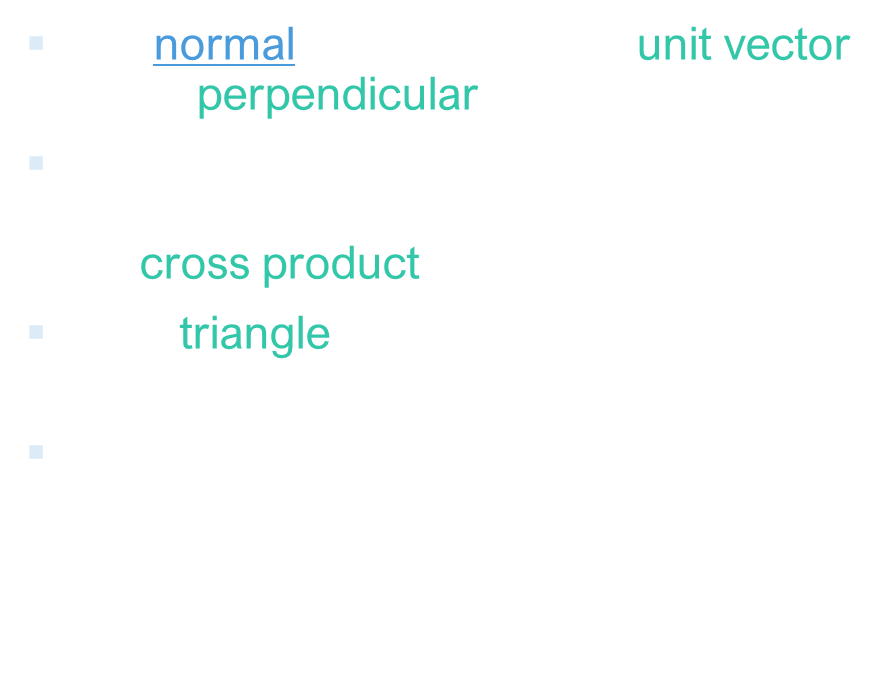 normal unit vector
perpendicular
cross product
triangle